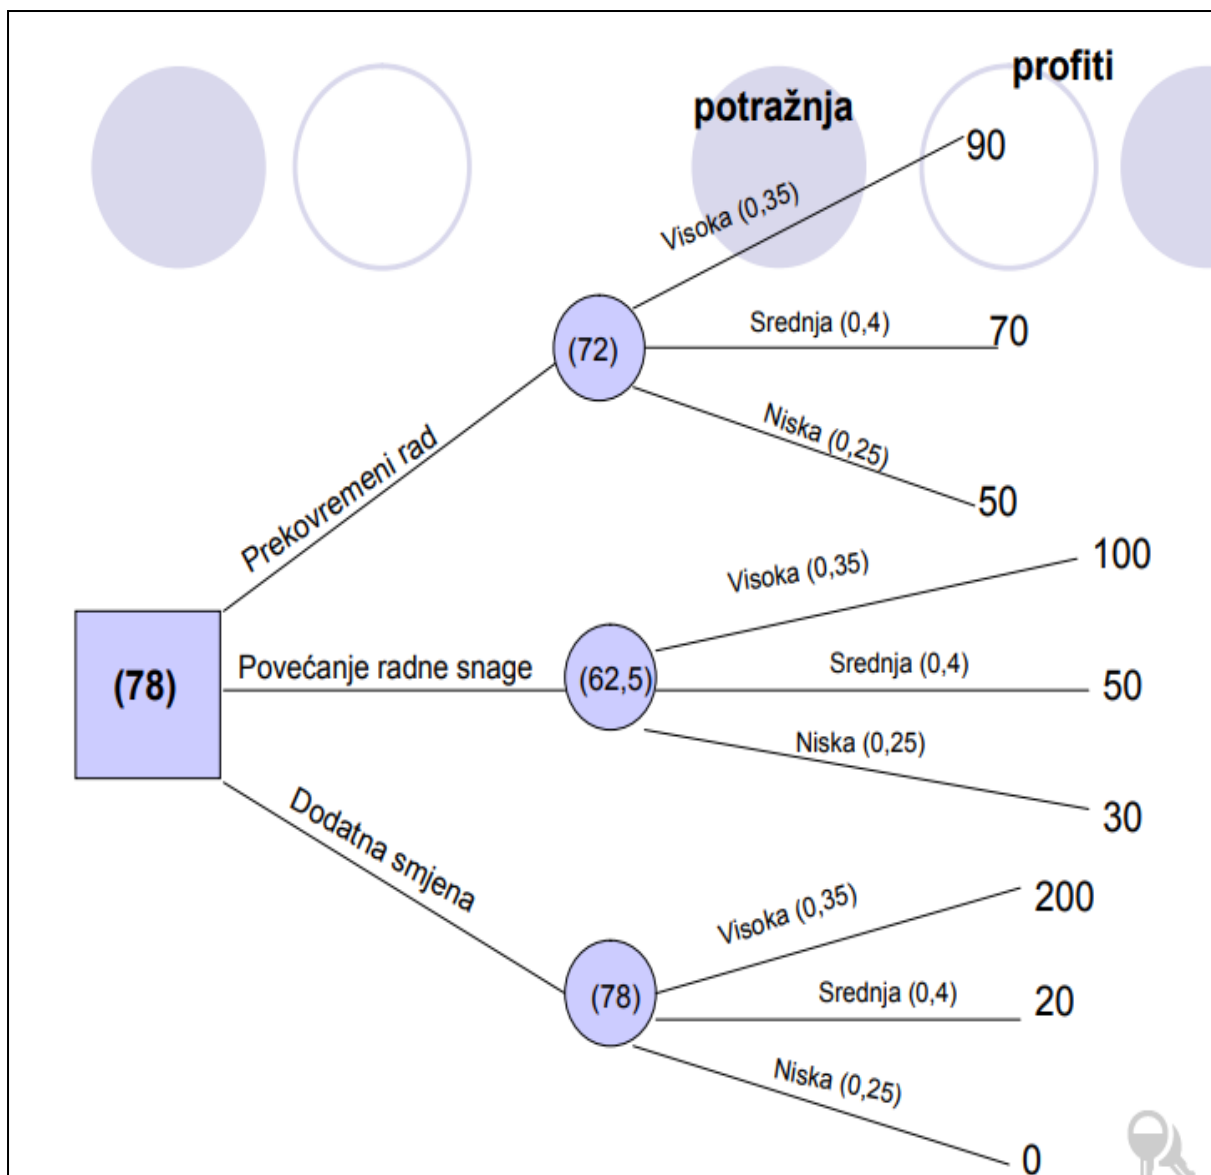 profiti
potražnja
90
Visoka (0,35)
Srednja (0,4)
70
(72)
Niska (0,25)
50
Prekovremeni rad
100
Visoka (0,35)
Povećanje radne snage
(62,5)
Srednja (0,4)
50
(78)
Niska (0,25)
30
Dodatna smjena
200
Visoka (0,35)
(78)
Srednja (0,4)
20
Niska (0,25)
0